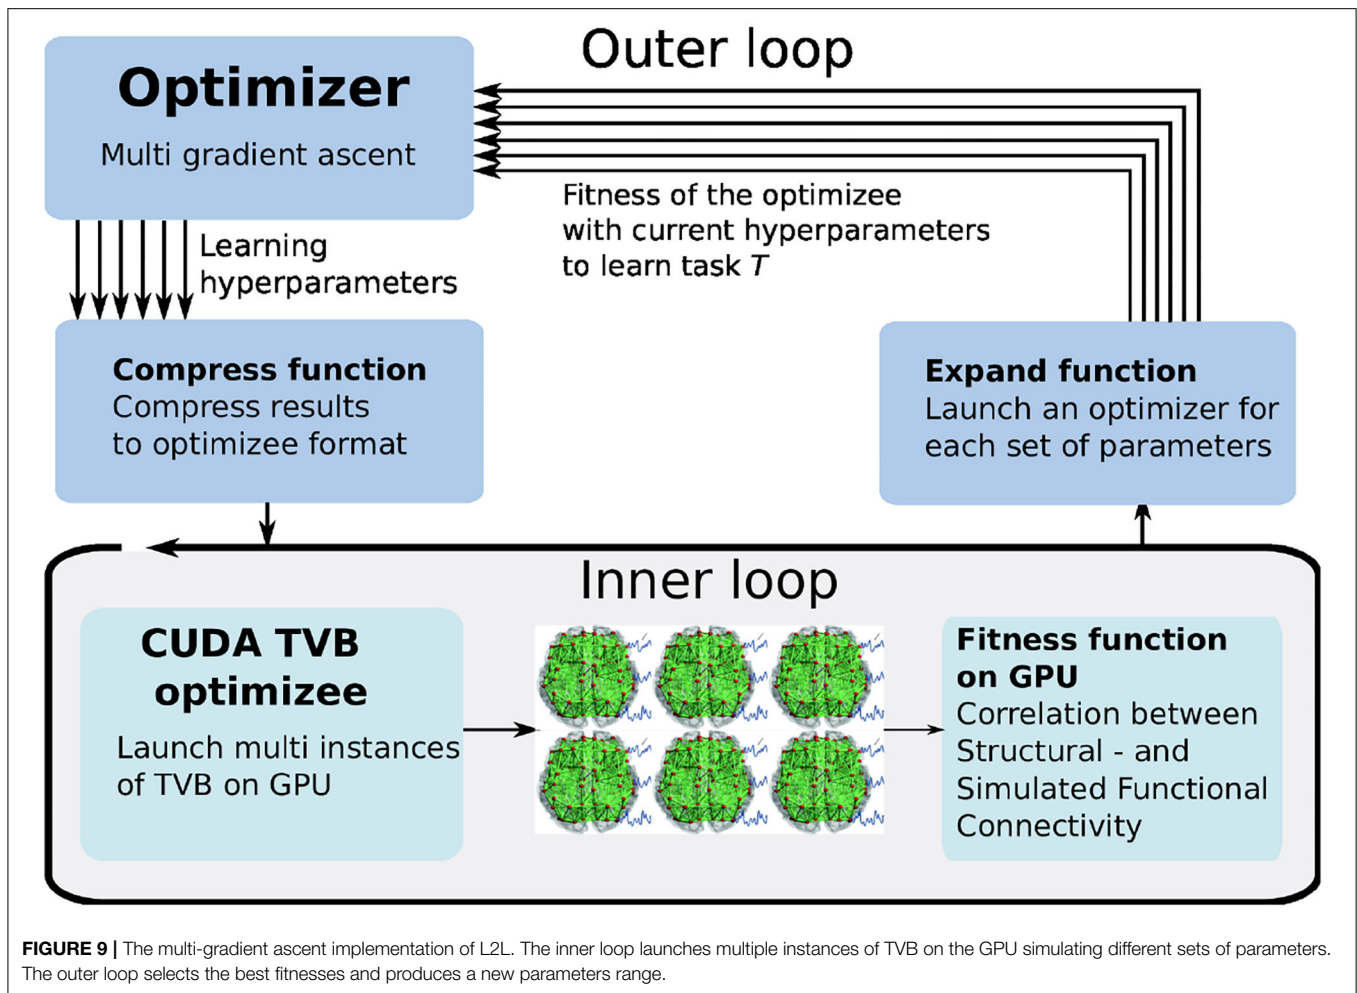 Outer loop
Optimizer
Multi gradient ascent
Fitness of the optimizee
with current hyperparameters
to learn task T
Learning
hyperparameters
Compress function
Compress results
to optimizee format
Expand function
Launch an optimizer for
each set of parameters
Inner loop
CUDA TVB
optimizee
Launch multi instances
of TVB on GPU
Fitness function
on GPU
Correlation between
Structural - and
Simulated Functional
Connectivity
FIGURE 9 | The multi-gradient ascent implementation of L2L. The inner loop launches multiple instances of TVB on the GPU simulating different sets of parameters.
The outer loop selects the best fitnesses and produces a new parameters range.